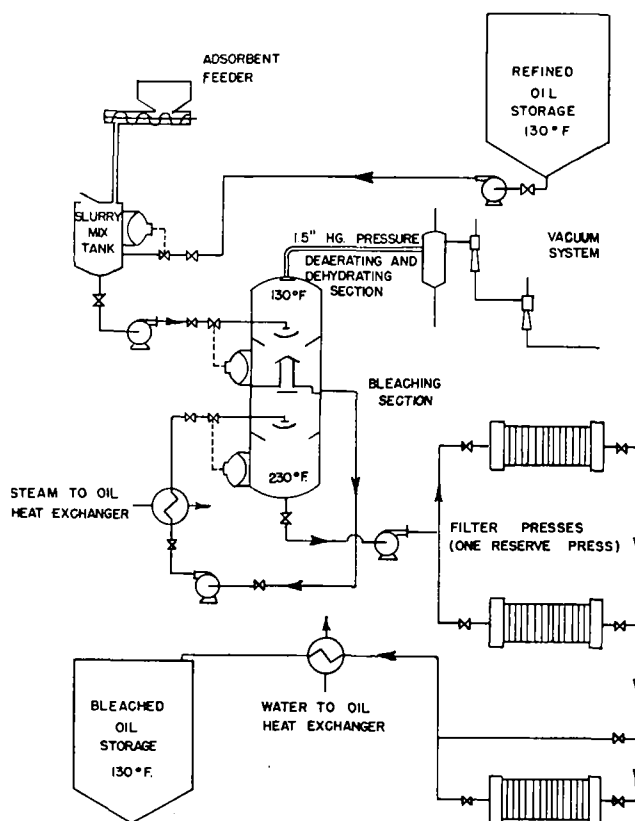 ADSORBENT
FEEDER
REFINED
OIL
STORAGE
130° F
SLURRY
MIX
TANK
1.5" HG. PRESSURE
DEAERATING AND
DEHYDRATING
SECTION
VACUUM
SYSTEM
130°F
BLEACHING
SECTION
230°F.
STEAM TO OIL
HEAT EXCHANGER
FILTER PRESSES
(ONE RESERVE PRESS)
WATER TO OIL
HEAT EXCHANGER
BLEACHED
OIL
STORAGE
130°F.